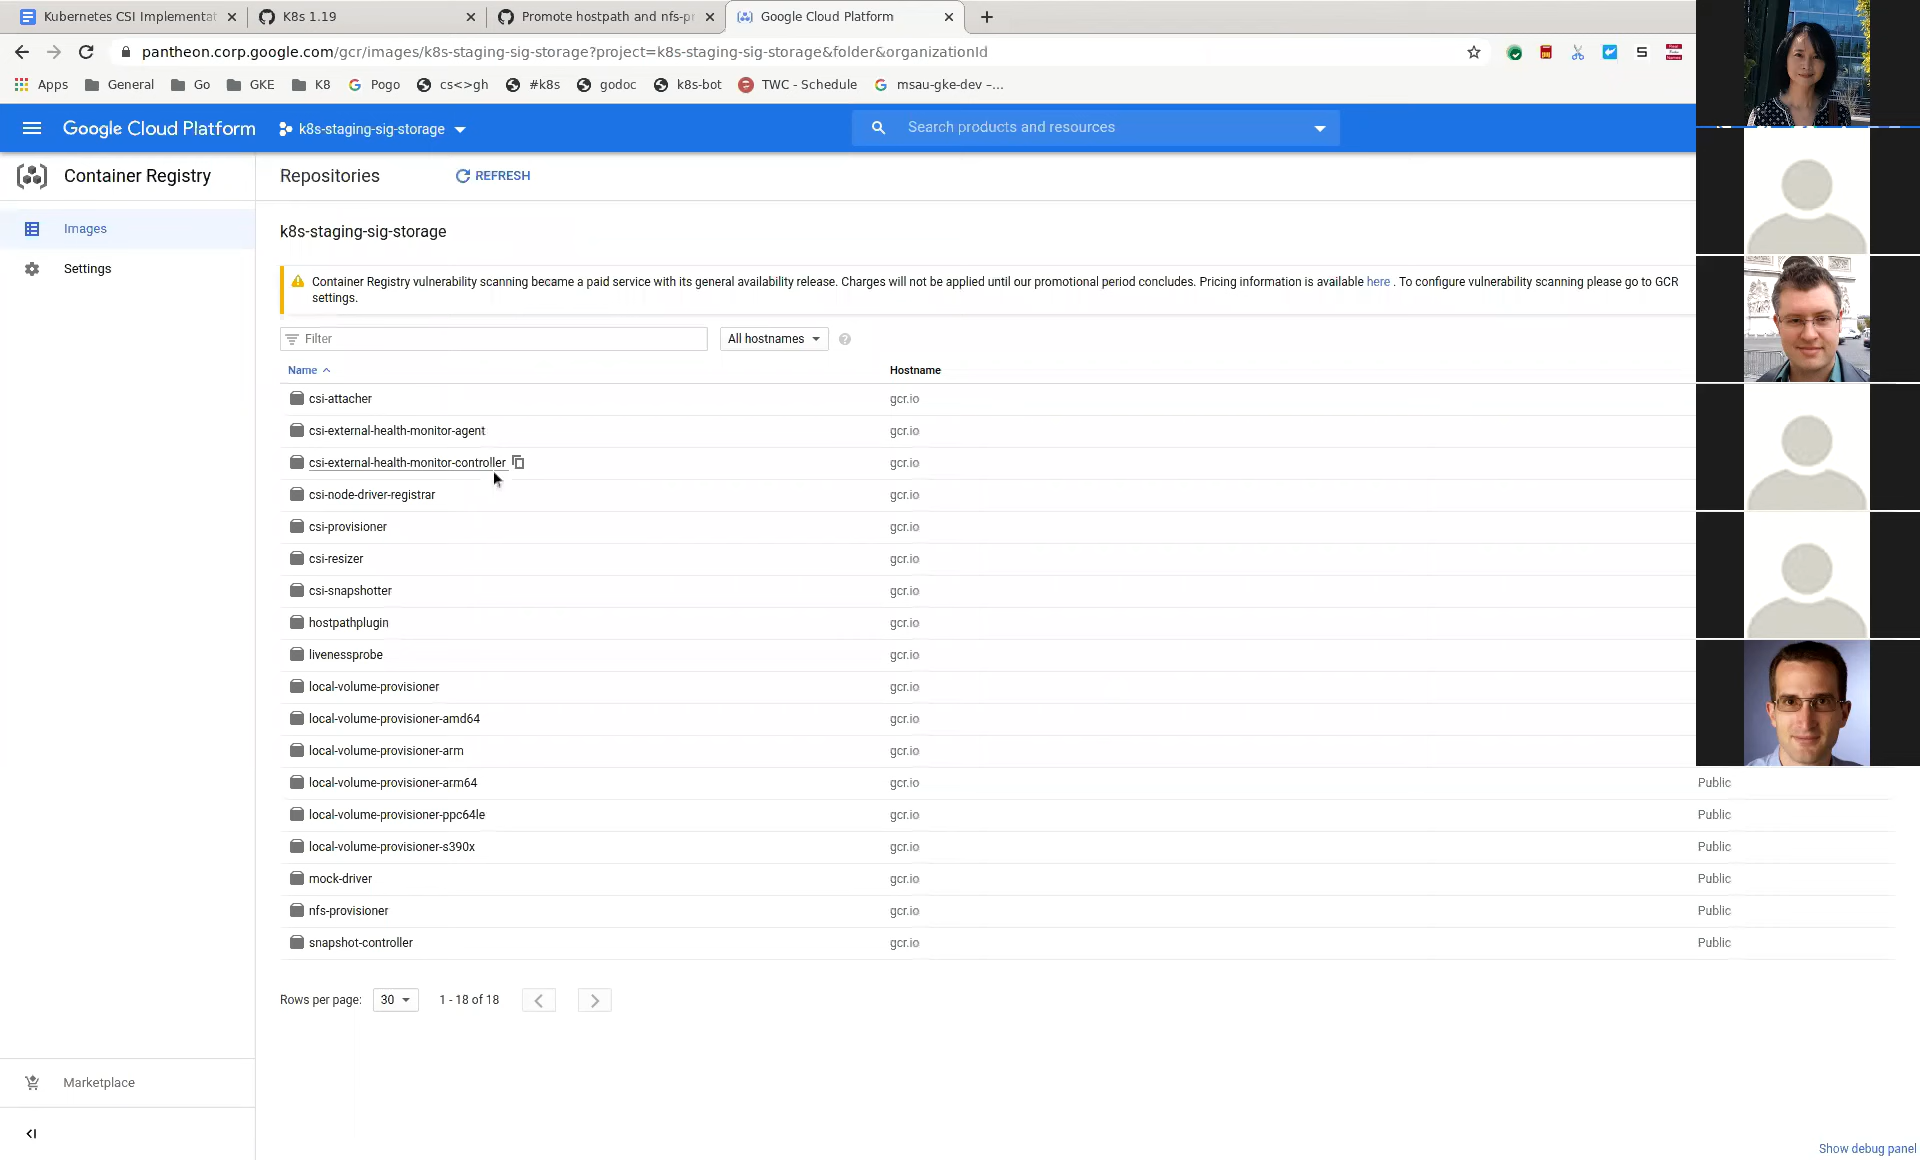 Kubernetes CSI Implementat
K8s 1.19
Promote hostpath and nfs-pr
Google Cloud Platform
pantheon.corp.google.com/gcr/images/k8s-staging-sig-storage?project=k8s-staging-sig-storage&folder&organizationId
Apps
General
Go
GKE
K8
Pogo
cs<>gh
#k8s
godoc
k8s-bot
TWC - Schedule
msau-gke-dev –...
Google Cloud Platform
k8s-staging-sig-storage
Search products and resources
Container Registry
Repositories
REFRESH
Images
Settings
k8s-staging-sig-storage
Container Registry vulnerability scanning became a paid service with its general availability release. Charges will not be applied until our promotional period concludes. Pricing information is available here . To configure vulnerability scanning please go to GCR
settings.
Filter
All hostnames
Name
Hostname
csi-attacher gcr.io
csi-external-health-monitor-agent gcr.io
csi-external-health-monitor-controller gcr.io
csi-node-driver-registrar gcr.io
csi-provisioner gcr.io
csi-resizer gcr.io
csi-snapshotter gcr.io
hostpathplugin gcr.io
livenessprobe gcr.io
local-volume-provisioner gcr.io
local-volume-provisioner-amd64 gcr.io
local-volume-provisioner-arm gcr.io
local-volume-provisioner-arm64 gcr.io Public
local-volume-provisioner-ppc64le gcr.io Public
local-volume-provisioner-s390x gcr.io Public
mock-driver gcr.io Public
nfs-provisioner gcr.io Public
snapshot-controller gcr.io Public
Rows per page: 30 1 - 18 of 18
Marketplace
Show debug panel